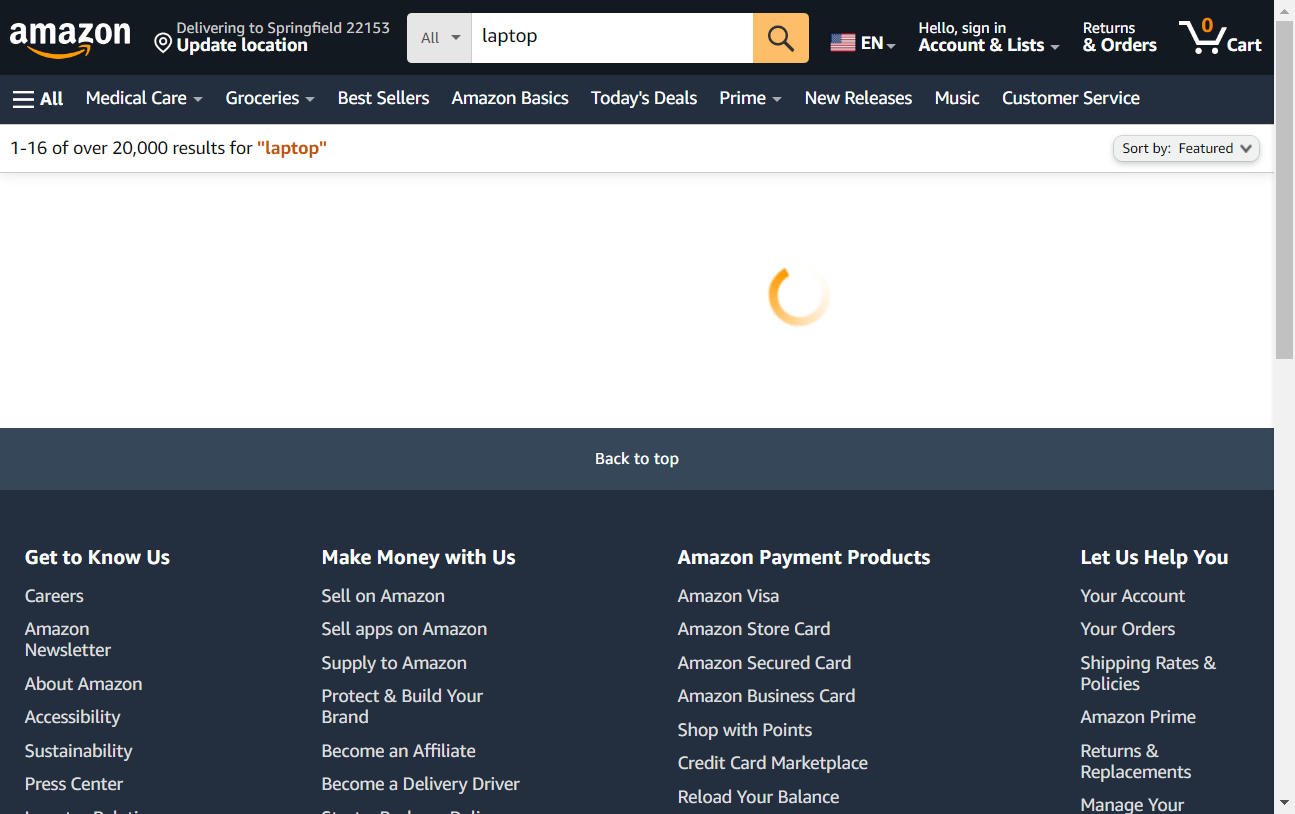 amazon
Delivering to Springfield 22153
Update location
All
laptop
EN
Hello, sign in
Account & Lists
Returns
& Orders
0
Cart
All
Medical Care
Groceries
Best Sellers
Amazon Basics
Today's Deals
Prime
New Releases
Music
Customer Service
1-16 of over 20,000 results for "laptop"
Sort by: Featured
Back to top
Get to Know Us
Careers
Amazon
Newsletter
About Amazon
Accessibility
Sustainability
Press Center
Make Money with Us
Sell on Amazon
Sell apps on Amazon
Supply to Amazon
Protect & Build Your
Brand
Become an Affiliate
Become a Delivery Driver
Amazon Payment Products
Amazon Visa
Amazon Store Card
Amazon Secured Card
Amazon Business Card
Shop with Points
Credit Card Marketplace
Reload Your Balance
Let Us Help You
Your Account
Your Orders
Shipping Rates &
Policies
Amazon Prime
Returns &
Replacements
Manage Your